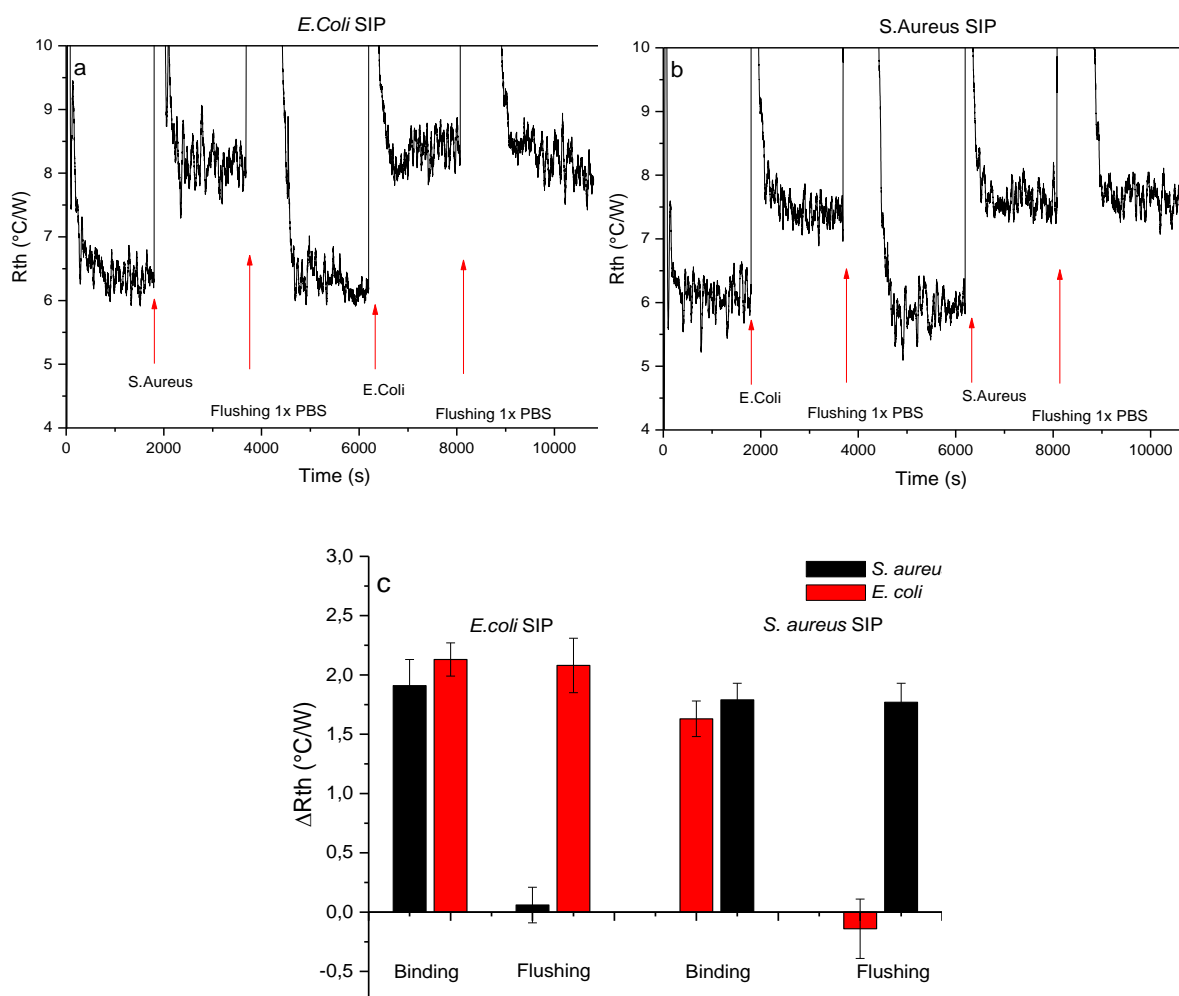 E.Coli SIP
a
10
9
8
7
6
5
4
Rth (°C/W)
S.Aureus
Flushing 1x PBS
E.Coli
Flushing 1x PBS
0 2000 4000 6000 8000 10000
Time (s)
S.Aureus SIP
b
10
9
8
7
6
5
4
Rth (°C/W)
E.Coli
Flushing 1x PBS
S.Aureus
Flushing 1x PBS
0 2000 4000 6000 8000 10000
Time (s)
c
3,0
2,5
2,0
1,5
1,0
0,5
0,0
-0,5
ΔRth (°C/W)
S. aureu
E. coli
E.coli SIP
S. aureus SIP
Binding Flushing Binding Flushing